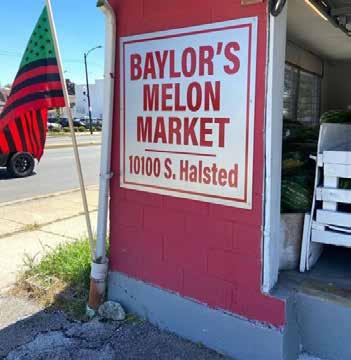 BAYLOR'S
MELON
MARKET
10100 S. Halsted